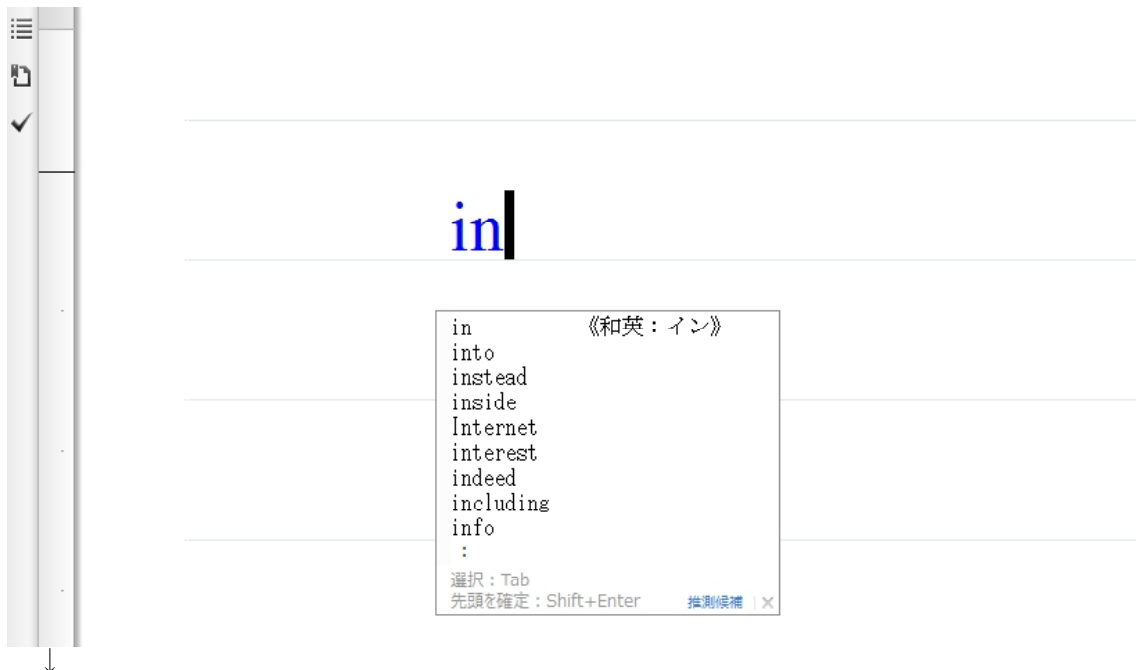 in
in 《和英：イン》
into
instead
inside
Internet
interest
indeed
including
info
：
選択：Tab
先頭を確定：Shift+Enter 推測候補